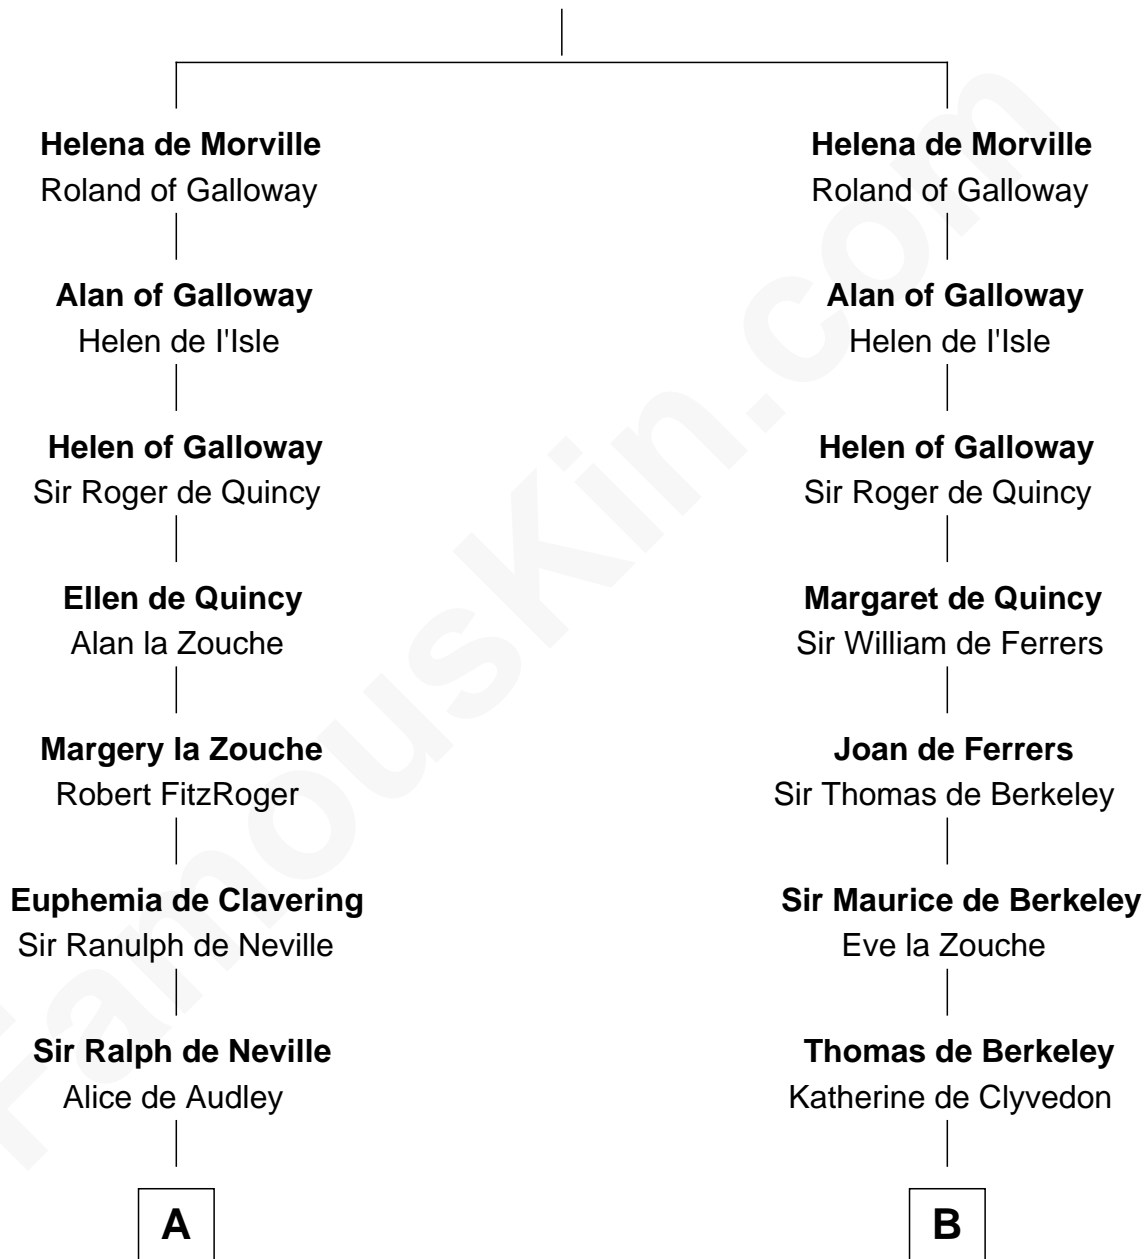 Helena de Morville
Roland of Galloway
Alan of Galloway
Helen de I'Isle
Helen of Galloway
Sir Roger de Quincy
Ellen de Quincy
Alan la Zouche
Margery la Zouche
Robert FitzRoger
Euphemia de Clavering
Sir Ranulph de Neville
Sir Ralph de Neville
Alice de Audley
A
Helena de Morville
Roland of Galloway
Alan of Galloway
Helen de I'Isle
Helen of Galloway
Sir Roger de Quincy
Margaret de Quincy
Sir William de Ferrers
Joan de Ferrers
Sir Thomas de Berkeley
Sir Maurice de Berkeley
Eve la Zouche
Thomas de Berkeley
Katherine de Clyvedon
B
FamousKin.com